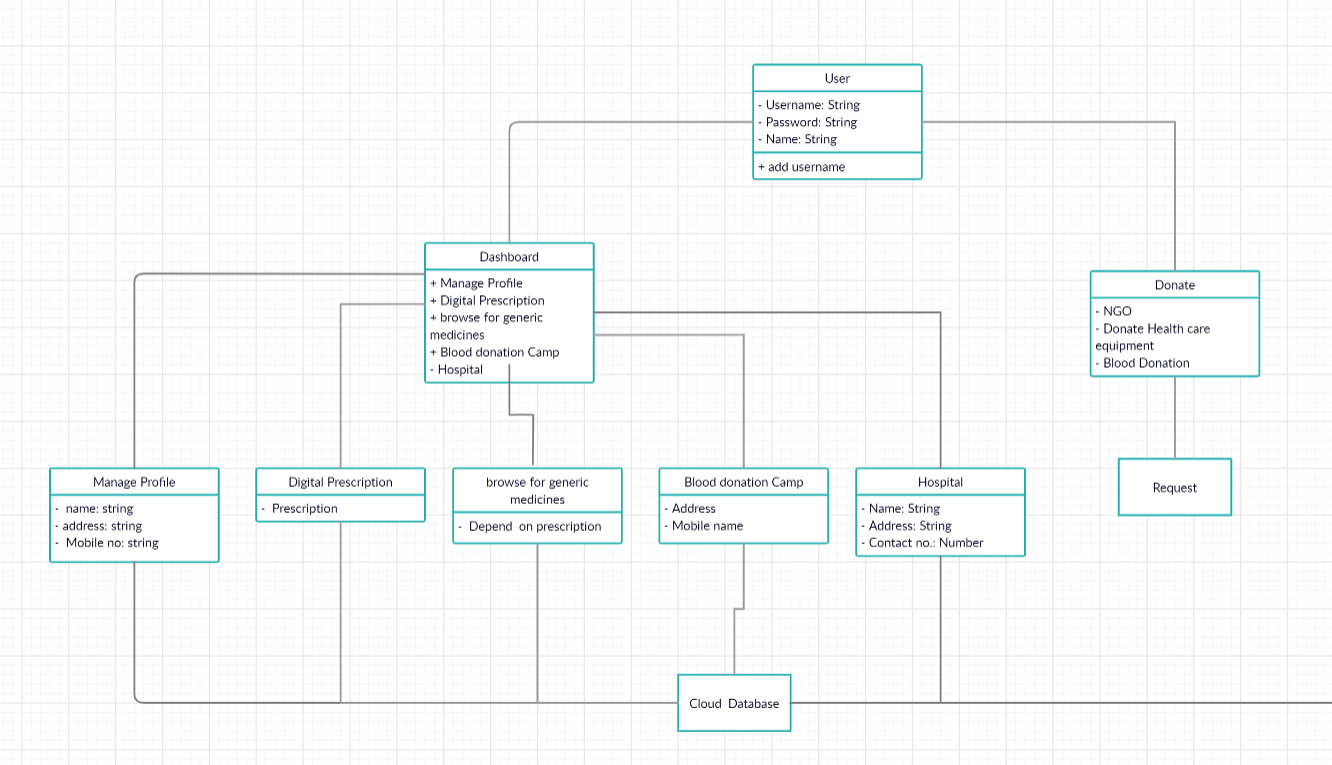 User
- Username: String
- Password: String
- Name: String
+ add username
Dashboard
+ Manage Profile
+ Digital Prescription
+ browse for generic
medicines
+ Blood donation Camp
- Hospital
Donate
- NGO
- Donate Health care
equipment
- Blood Donation
Manage Profile
- name: string
- address: string
- Mobile no: string
Digital Prescription
- Prescription
browse for generic
medicines
- Depend on prescription
Blood donation Camp
- Address
- Mobile name
Hospital
- Name: String
- Address: String
- Contact no.: Number
Request
Cloud Database